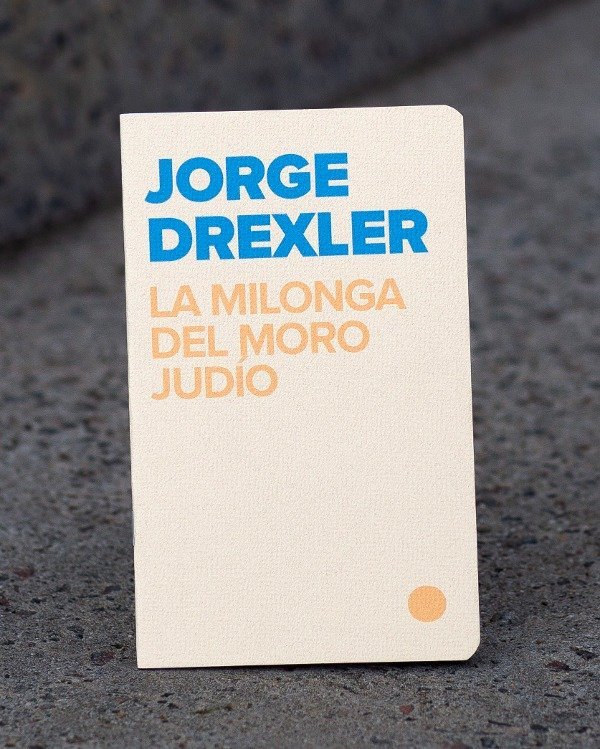 JORGE
DREXLER
LA MILONGA
DEL MORO
JUDÍO